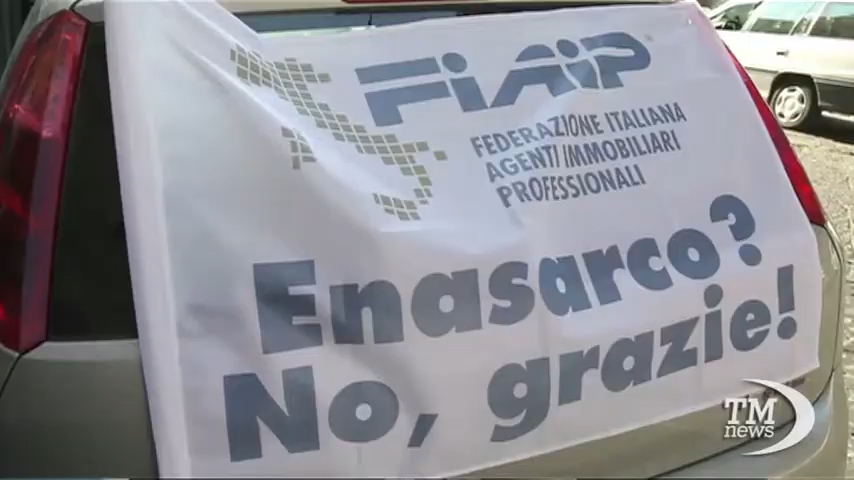 FIAIP
FEDERAZIONE ITALIANA
AGENTI IMMOBILIARI
PROFESSIONALI
Enasarco?
No, grazie!
TM
news